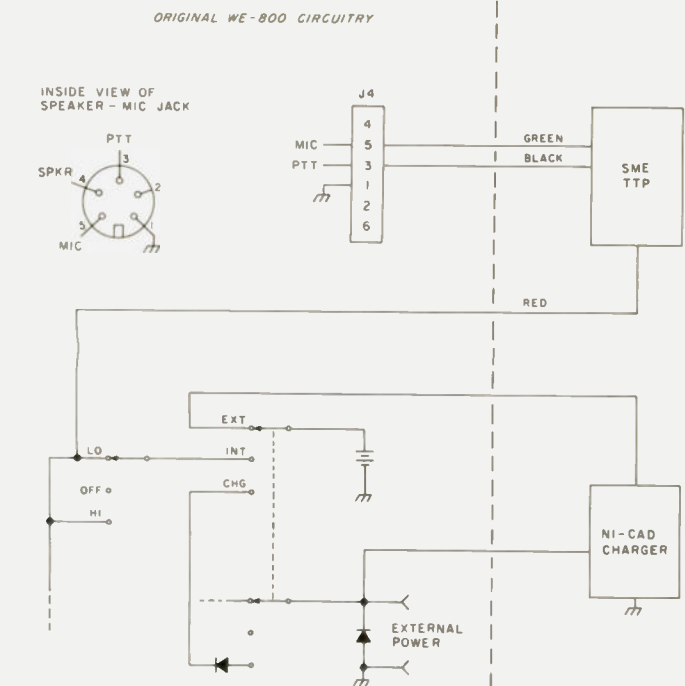 ORIGINAL WE-800 CIRCUITRY
INSIDE VIEW OF
SPEAKER - MIC JACK
PTT
3
SPKR 4
2
5
1
MIC
J4
4
MIC 5
PTT 3
1
2
6
GREEN
BLACK
SME
TTP
RED
EXT
LO
INT
CHG
OFF
HI
NI-CAD
CHARGER
EXTERNAL
POWER